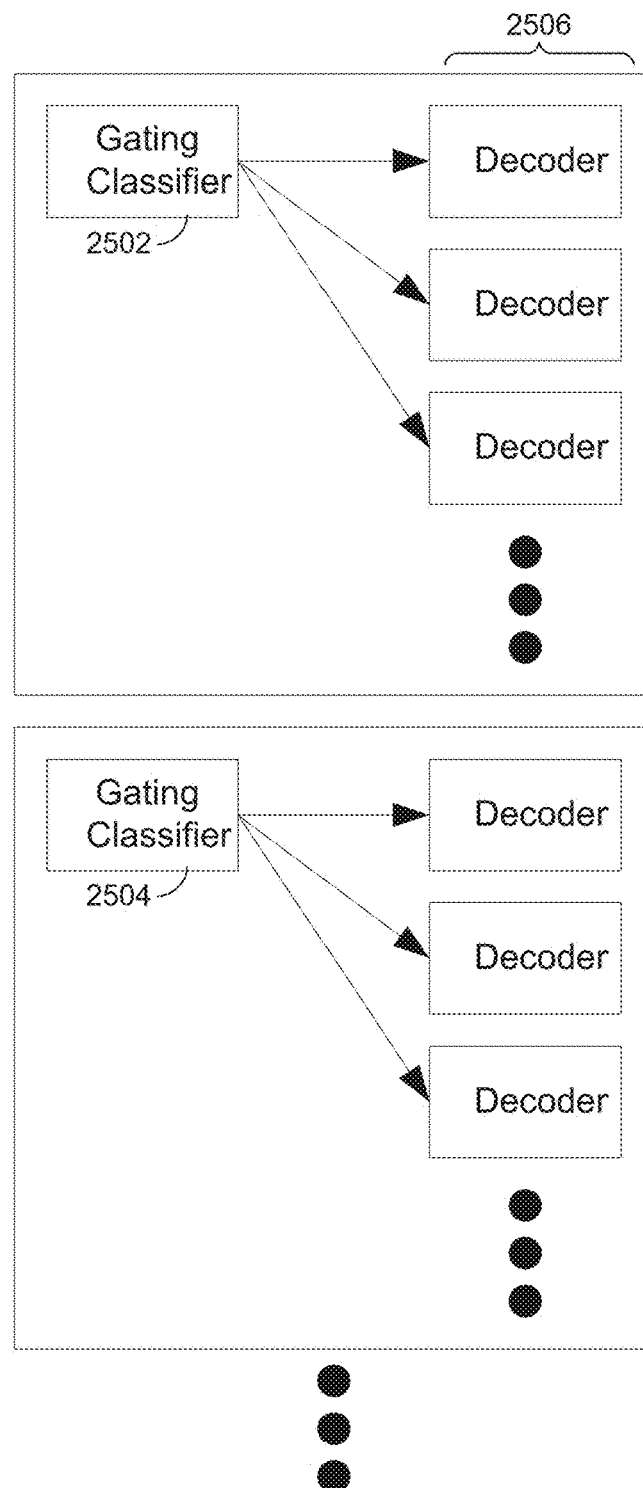 2506
Gating
Classifier
2502
Decoder
Decoder
Decoder
Gating
Classifier
2504
Decoder
Decoder
Decoder